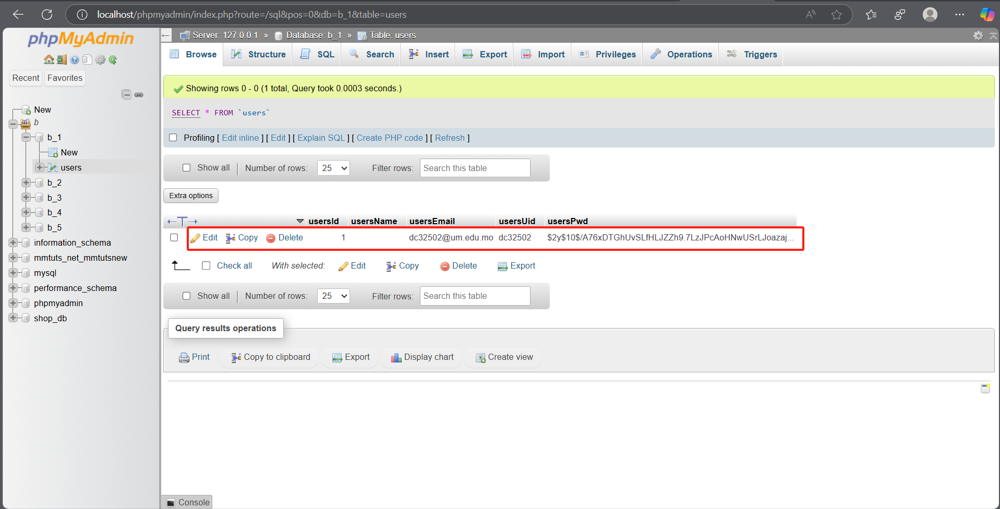 localhost/phpmyadmin/index.php?route=/sql&pos=0&db=b_1&table=users
phpMyAdmin
Recent Favorites
New
b
b_1
New
users
b_2
b_3
b_4
b_5
information_schema
mmtuts_net_mmtutsnew
mysql
performance_schema
phpmyadmin
shop_db
Server: 127.0.0.1 » Database: b_1 » Table: users
Browse Structure SQL Search Insert Export Import Privileges Operations Triggers
Showing rows 0 - 0 (1 total, Query took 0.0003 seconds.)
SELECT * FROM `users`
Profiling [ Edit inline ] [ Edit ] [ Explain SQL ] [ Create PHP code ] [ Refresh ]
Show all Number of rows: 25 Filter rows: Search this table
Extra options
usersId usersName usersEmail usersUid usersPwd
Edit Copy Delete 1 dc32502@um.edu.mo dc32502 $2y$10$/A76xDTGhUvSLfHLJZZh9.7LzJPcAoHNwUSrLJoazaj...
Check all With selected: Edit Copy Delete Export
Show all Number of rows: 25 Filter rows: Search this table
Query results operations
Print Copy to clipboard Export Display chart Create view
Console